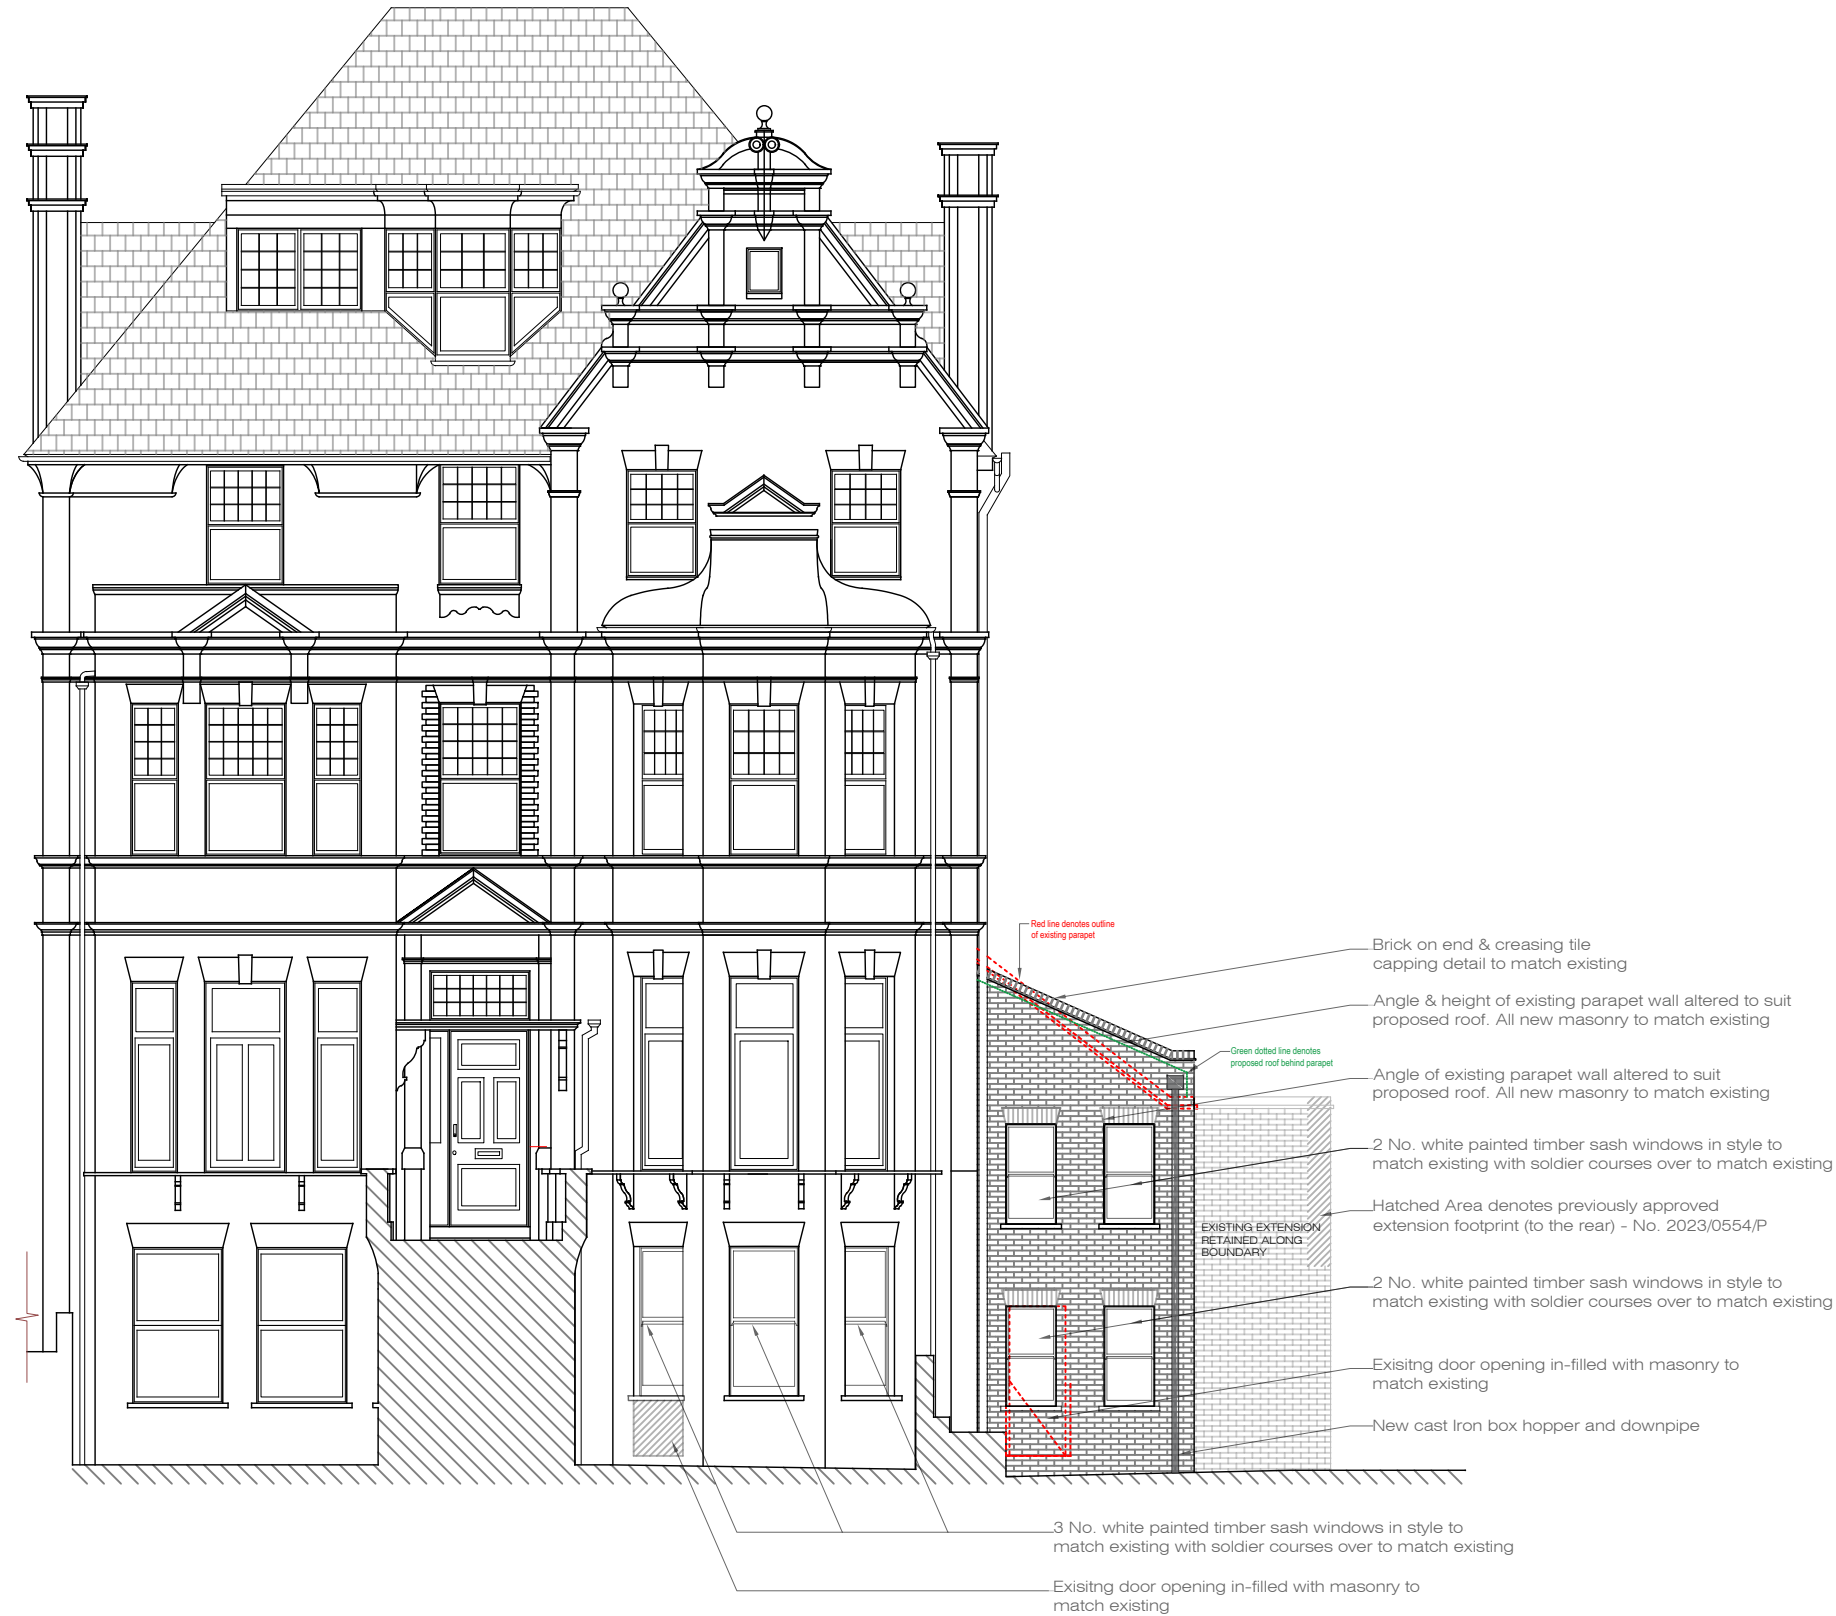 Red line denotes outline
of existing parapet
Brick on end & creasing tile
capping detail to match existing
Angle & height of existing parapet wall altered to suit
proposed roof. All new masonry to match existing
Green dotted line denotes
proposed roof behind parapet
Angle of existing parapet wall altered to suit
proposed roof. All new masonry to match existing
2 No. white painted timber sash windows in style to
match existing with soldier courses over to match existing
Hatched Area denotes previously approved
extension footprint (to the rear) - No. 2023/0554/P
EXISTING EXTENSION
RETAINED ALONG
BOUNDARY
2 No. white painted timber sash windows in style to
match existing with soldier courses over to match existing
Exisitng door opening in-filled with masonry to
match existing
New cast Iron box hopper and downpipe
3 No. white painted timber sash windows in style to
match existing with soldier courses over to match existing
Exisitng door opening in-filled with masonry to
match existing